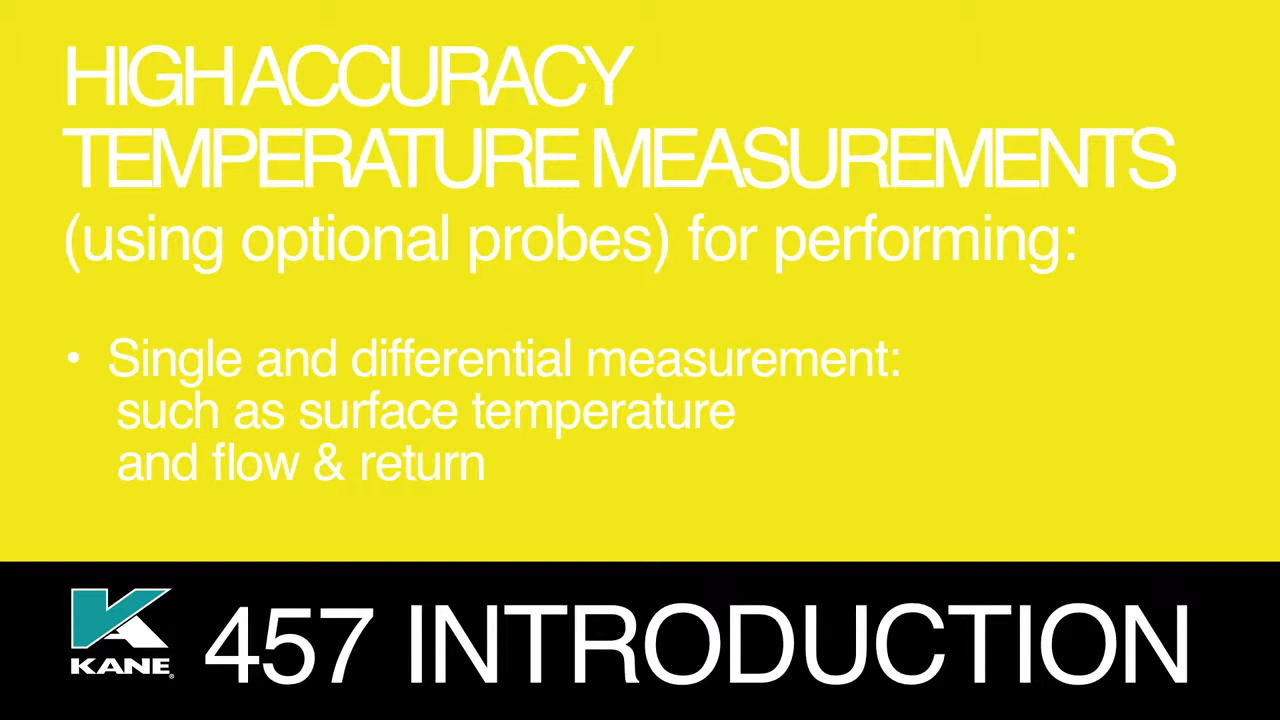 HIGH ACCURACY
TEMPERATURE MEASUREMENTS
(using optional probes) for performing:
• Single and differential measurement:
such as surface temperature
and flow & return
KANE®
457 INTRODUCTION